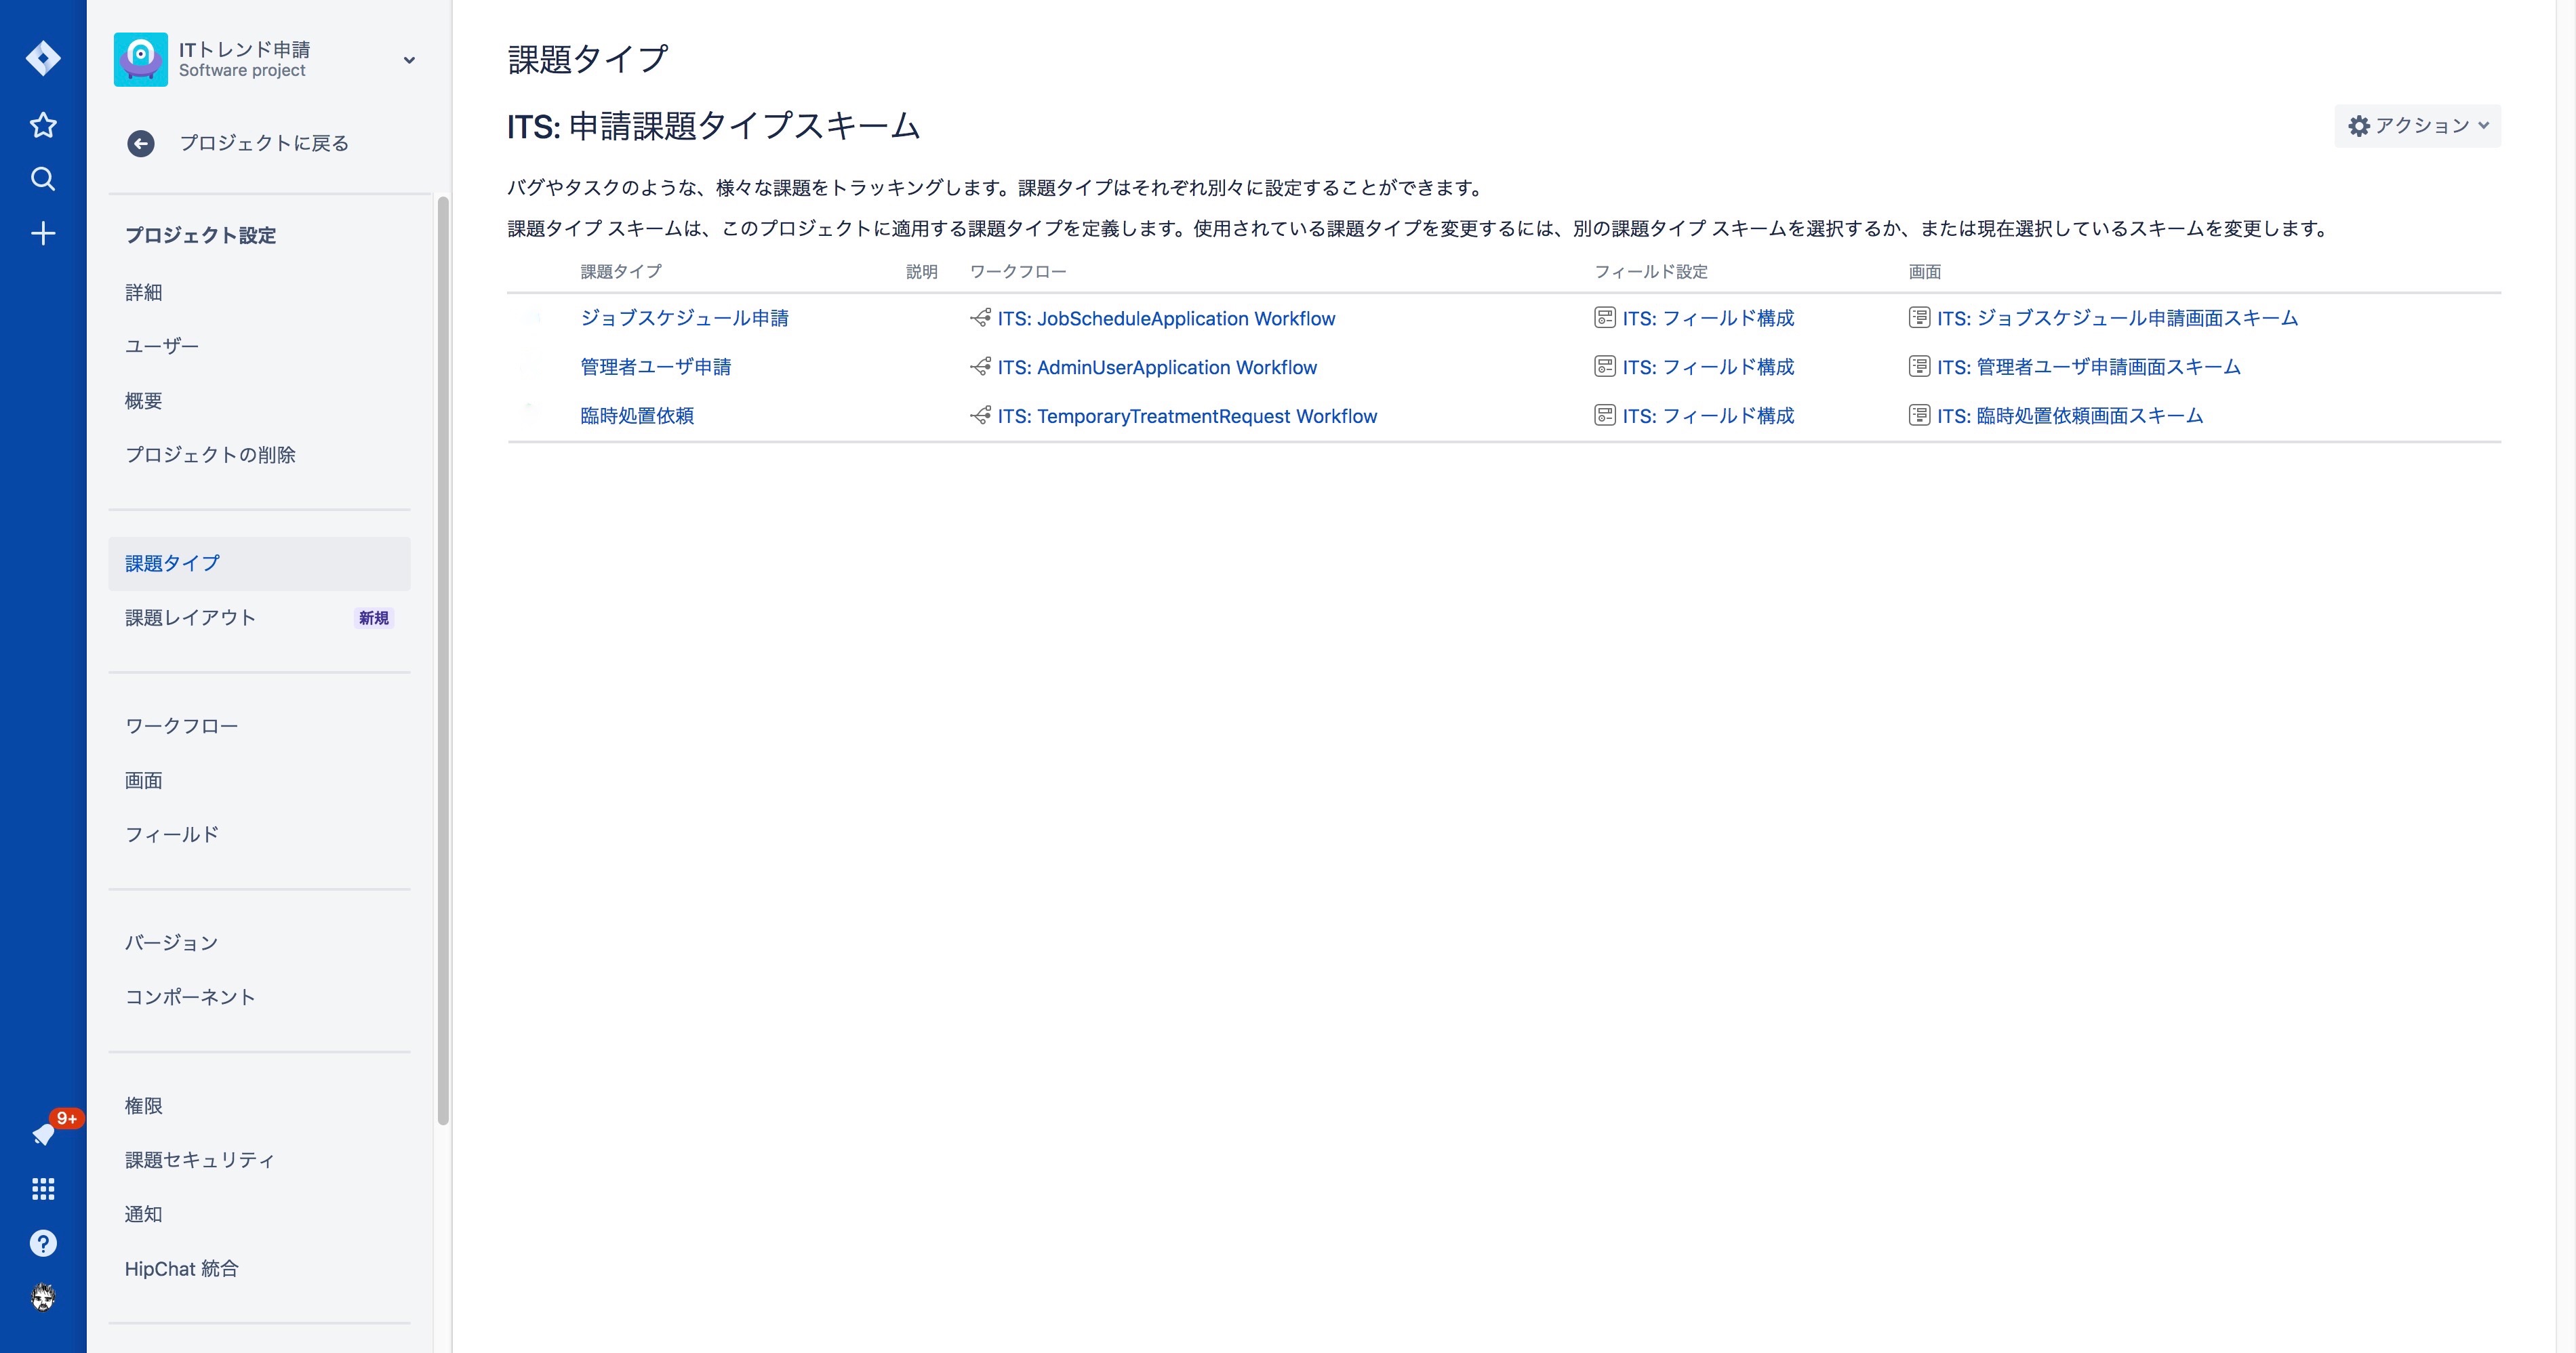 ITトレンド申請
Software project
プロジェクトに戻る
プロジェクト設定
詳細
ユーザー
概要
プロジェクトの削除
課題タイプ
課題レイアウト 新規
ワークフロー
画面
フィールド
バージョン
コンポーネント
権限
課題セキュリティ
通知
HipChat 統合
9+
課題タイプ
ITS: 申請課題タイプスキーム
アクション
バグやタスクのような、様々な課題をトラッキングします。課題タイプはそれぞれ別々に設定することができます。
課題タイプ スキームは、このプロジェクトに適用する課題タイプを定義します。使用されている課題タイプを変更するには、別の課題タイプ スキームを選択するか、または現在選択しているスキームを変更します。
課題タイプ 説明 ワークフロー フィールド設定 画面
ジョブスケジュール申請 ITS: JobScheduleApplication Workflow ITS: フィールド構成 ITS: ジョブスケジュール申請画面スキーム
管理者ユーザ申請 ITS: AdminUserApplication Workflow ITS: フィールド構成 ITS: 管理者ユーザ申請画面スキーム
臨時処置依頼 ITS: TemporaryTreatmentRequest Workflow ITS: フィールド構成 ITS: 臨時処置依頼画面スキーム